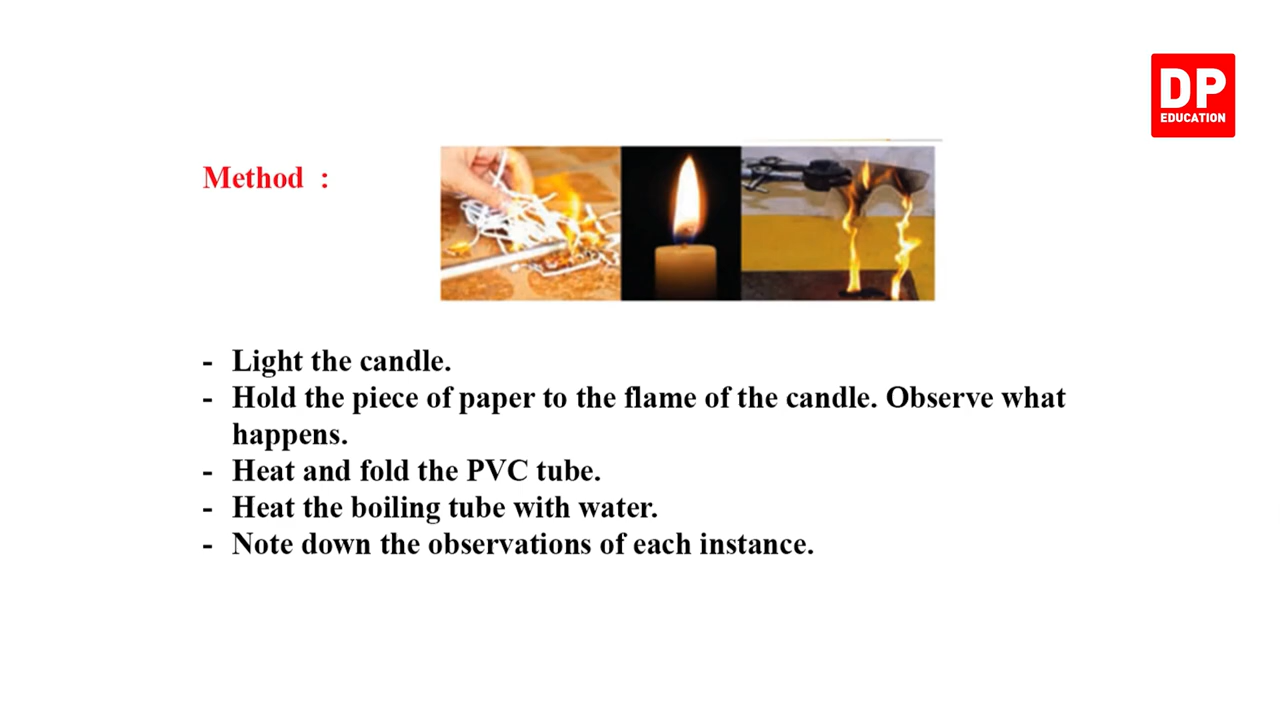 DP
EDUCATION
Method :
- Light the candle.
- Hold the piece of paper to the flame of the candle. Observe what
happens.
- Heat and fold the PVC tube.
- Heat the boiling tube with water.
- Note down the observations of each instance.